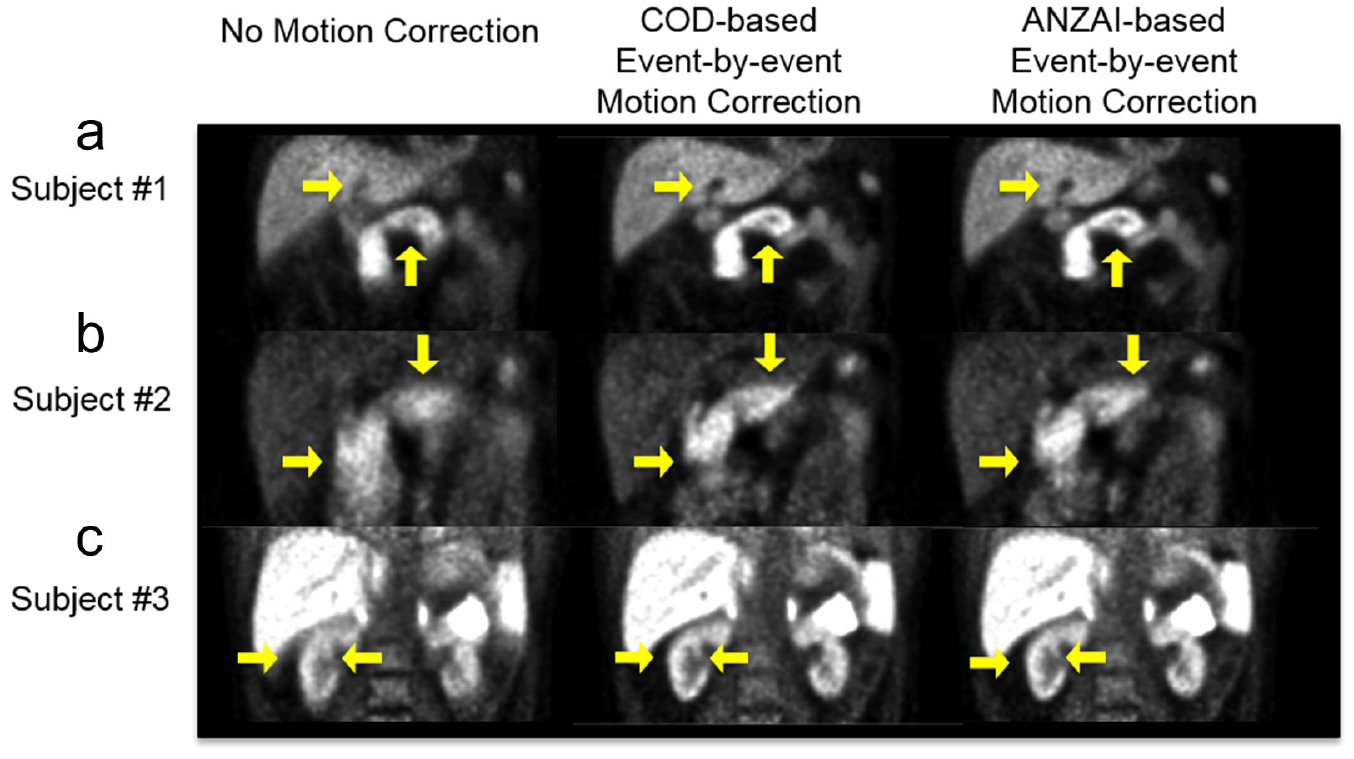 No Motion Correction
COD-based
Event-by-event
Motion Correction
ANZAI-based
Event-by-event
Motion Correction
a
Subject #1
b
Subject #2
c
Subject #3